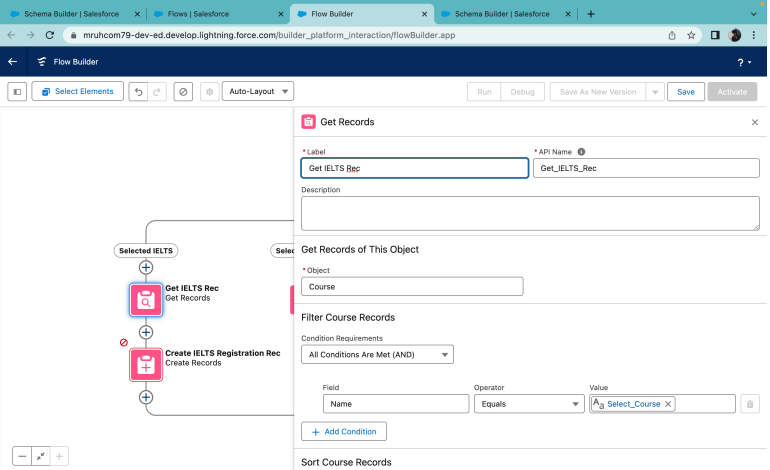 Schema Builder | Salesforce
Flows | Salesforce
Flow Builder
Schema Builder | Salesforce
mruhcom79-dev-ed.develop.lightning.force.com/builder_platform_interaction/flowBuilder.app
Flow Builder
?
Select Elements
Auto-Layout
Run
Debug
Save As New Version
Save
Activate
Get Records
* Label
* API Name
Get IELTS Rec
Get_IELTS_Rec
Description
Get Records of This Object
* Object
Course
Filter Course Records
Condition Requirements
All Conditions Are Met (AND)
Field
Operator
Value
Name
Equals
Aa Select_Course
+ Add Condition
Sort Course Records
Selected IELTS
Selec
Get IELTS Rec
Get Records
Create IELTS Registration Rec
Create Records